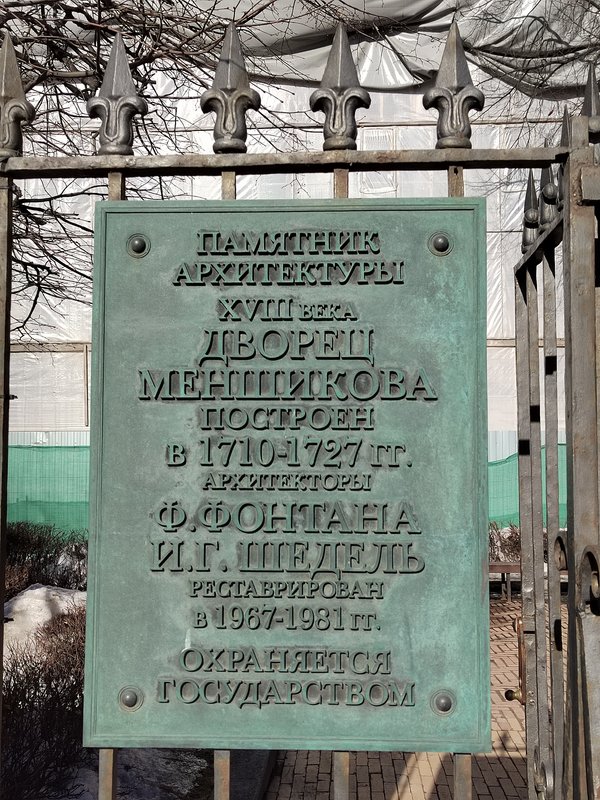 ПАМЯТНИК
АРХИТЕКТУРЫ
XVIII ВЕКА
ДВОРЕЦ
МЕНШИКОВА
ПОСТРОЕН
В 1710-1727 ГГ.
АРХИТЕКТОРЫ
Ф.ФОНТАНА
И.Г. ШЕДЕЛЬ
РЕСТАВРИРОВАН
В 1967-1981 ГГ.
ОХРАНЯЕТСЯ
ГОСУДАРСТВОМ